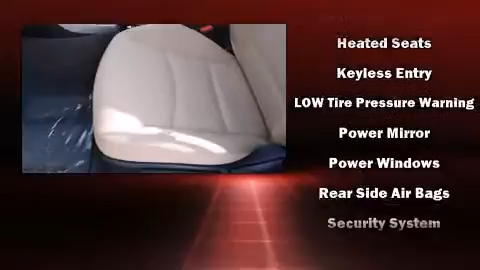 Heated Seats
Keyless Entry
LOW Tire Pressure Warning
Power Mirror
Power Windows
Rear Side Air Bags
Security System